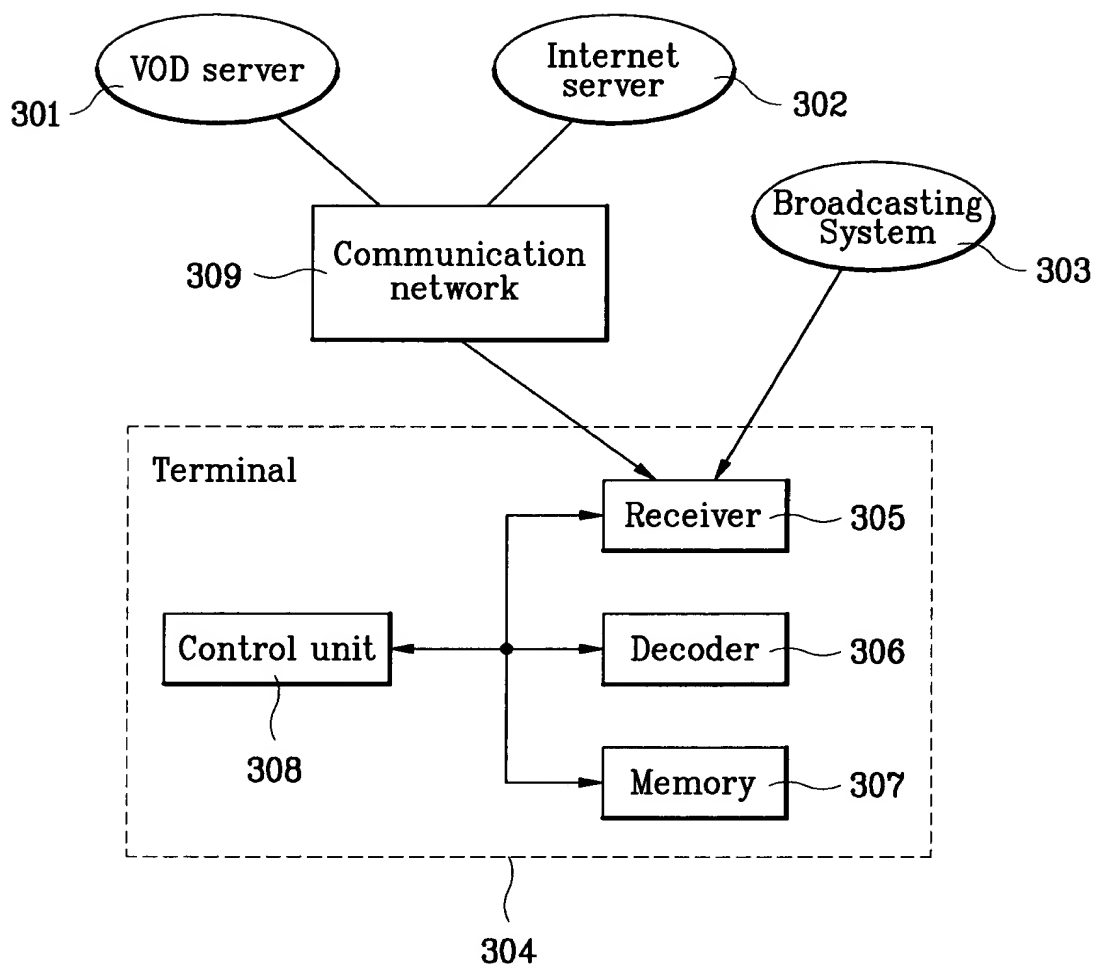 VOD server
301
Internet
server
302
Broadcasting
System
303
Communication
network
309
Terminal
Receiver
305
Control unit
308
Decoder
306
Memory
307
304